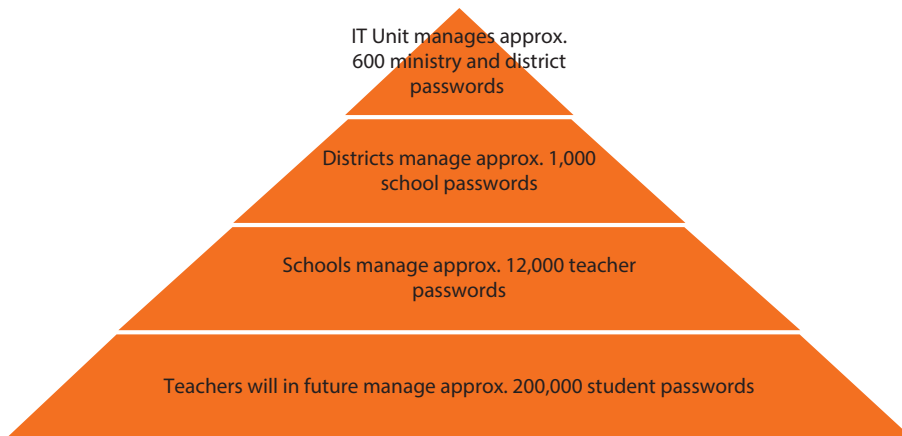 IT Unit manages approx.
600 ministry and district
passwords
Districts manage approx. 1,000
school passwords
Schools manage approx. 12,000 teacher
passwords
Teachers will in future manage approx. 200,000 student passwords